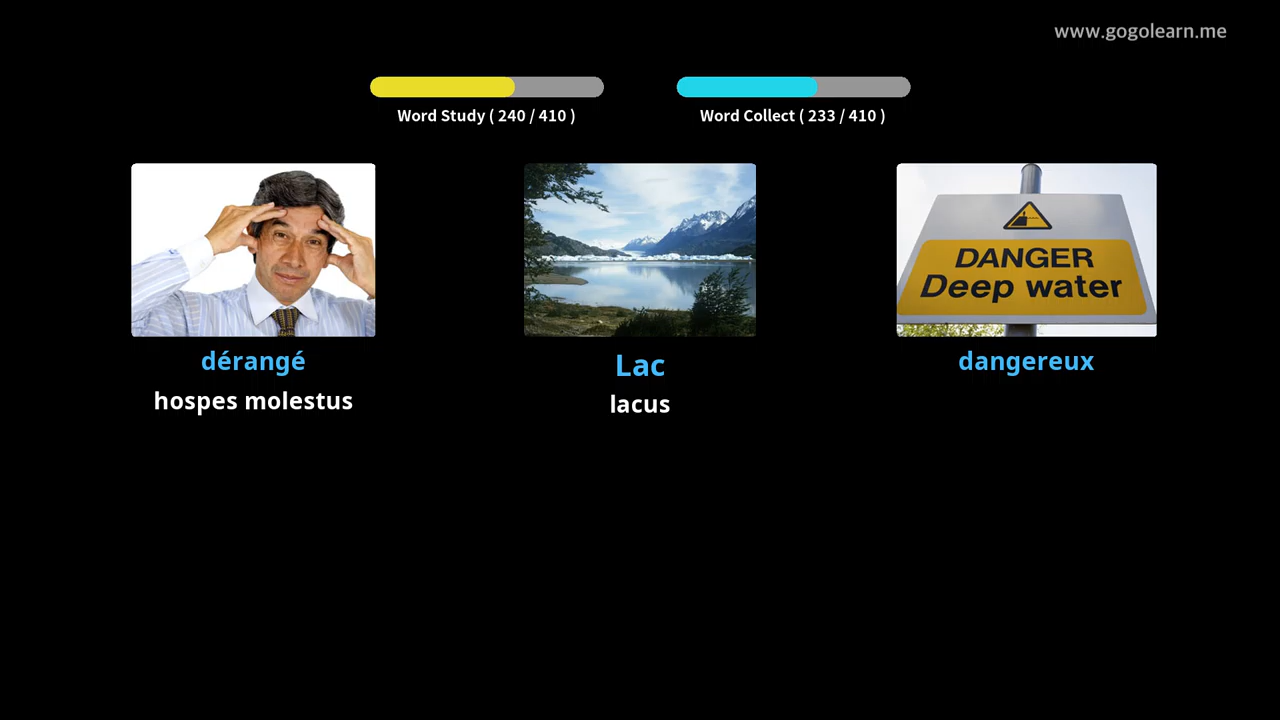 www.gogolearn.me
Word Study ( 240 / 410 )
Word Collect ( 233 / 410 )
DANGER
Deep water
dérangé
Lac
dangereux
hospes molestus
lacus